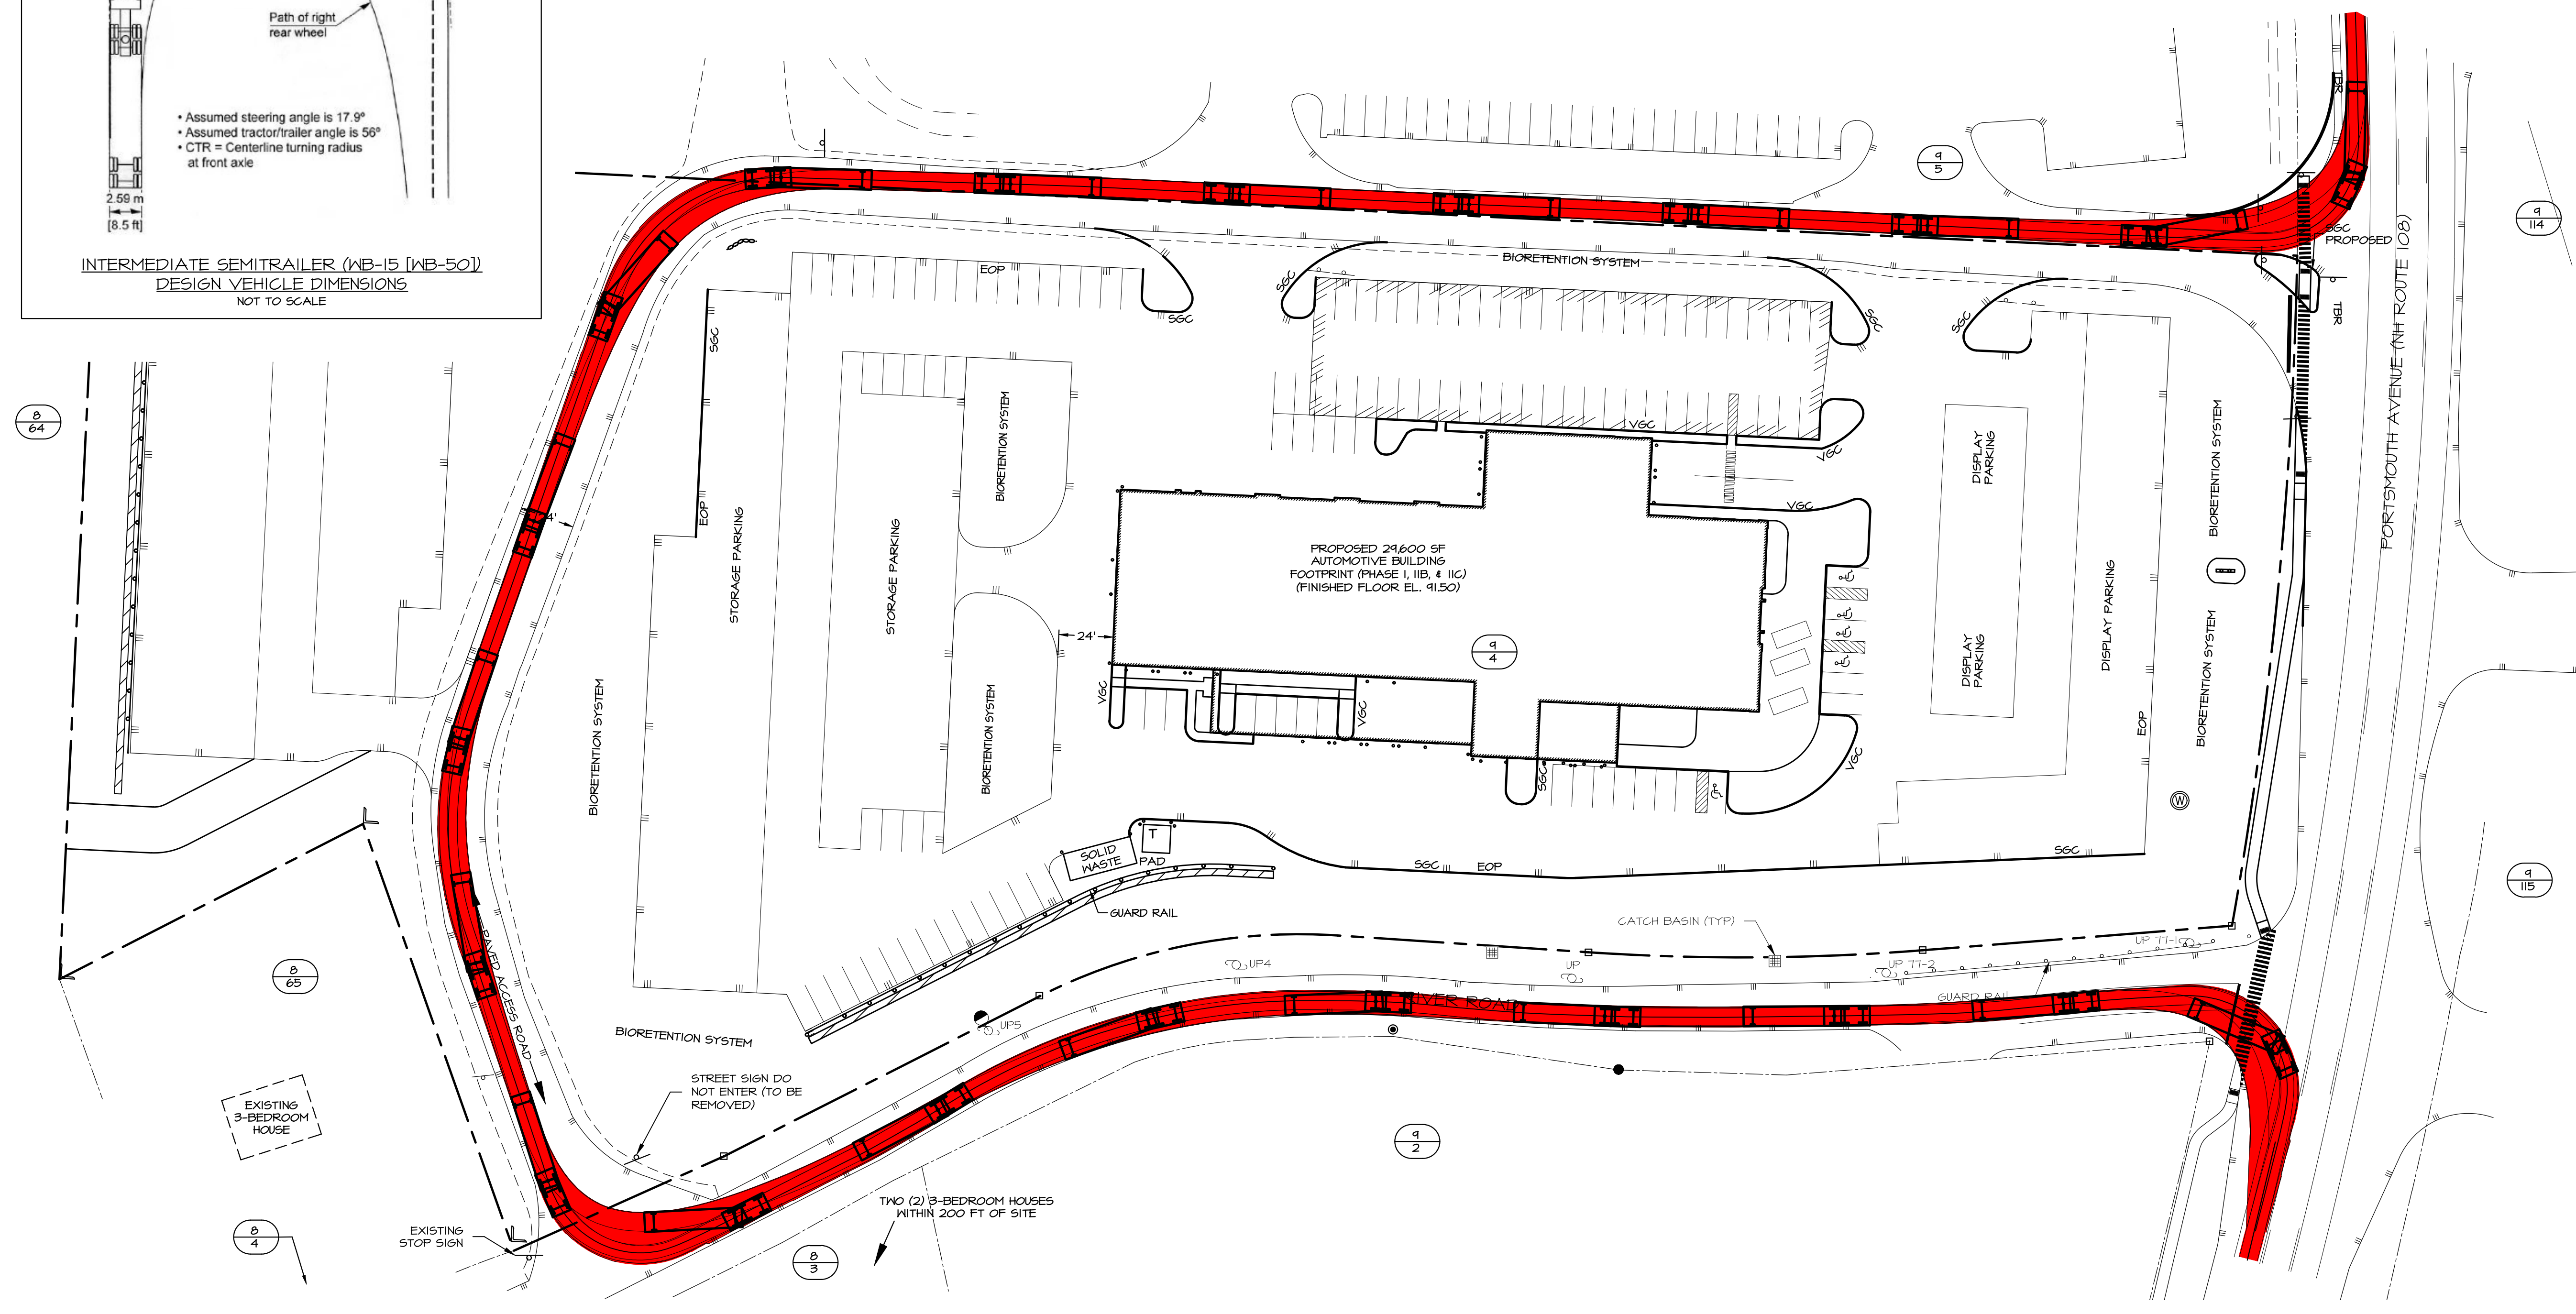 Path of right
rear wheel
• Assumed steering angle is 17.9º
• Assumed tractor/trailer angle is 56º
• CTR = Centerline turning radius
at front axle
2.59 m
[8.5 ft]
INTERMEDIATE SEMITRAILER (WB-15 [WB-50])
DESIGN VEHICLE DIMENSIONS
NOT TO SCALE
TBR
9
5
9
114
SGC
PROPOSED
TBR
PORTSMOUTH AVENUE (NH ROUTE 108)
BIORETENTION SYSTEM
EOP
SGC
SGC
SGC
SGC
SGC
EOP
8
64
4'
STORAGE PARKING
STORAGE PARKING
BIORETENTION SYSTEM
VGC
VGC
VGC
DISPLAY
PARKING
BIORETENTION SYSTEM
PROPOSED 29,600 SF
AUTOMOTIVE BUILDING
FOOTPRINT (PHASE I, IIB, & IIC)
(FINISHED FLOOR EL. 91.50)
24'
9
4
DISPLAY
PARKING
DISPLAY PARKING
BIORETENTION SYSTEM
BIORETENTION SYSTEM
BIORETENTION SYSTEM
VGC
VGC
VGC
SGC
EOP
W
SOLID
WASTE
T
PAD
SGC
EOP
SGC
GUARD RAIL
CATCH BASIN (TYP)
9
115
8
65
PAVED ACCESS ROAD
UP4
UP
UP 77-2
UP 77-1
GUARD RAIL
RIVER ROAD
UP5
BIORETENTION SYSTEM
STREET SIGN DO
NOT ENTER (TO BE
REMOVED)
EXISTING
3-BEDROOM
HOUSE
9
2
TWO (2) 3-BEDROOM HOUSES
WITHIN 200 FT OF SITE
8
4
EXISTING
STOP SIGN
8
3